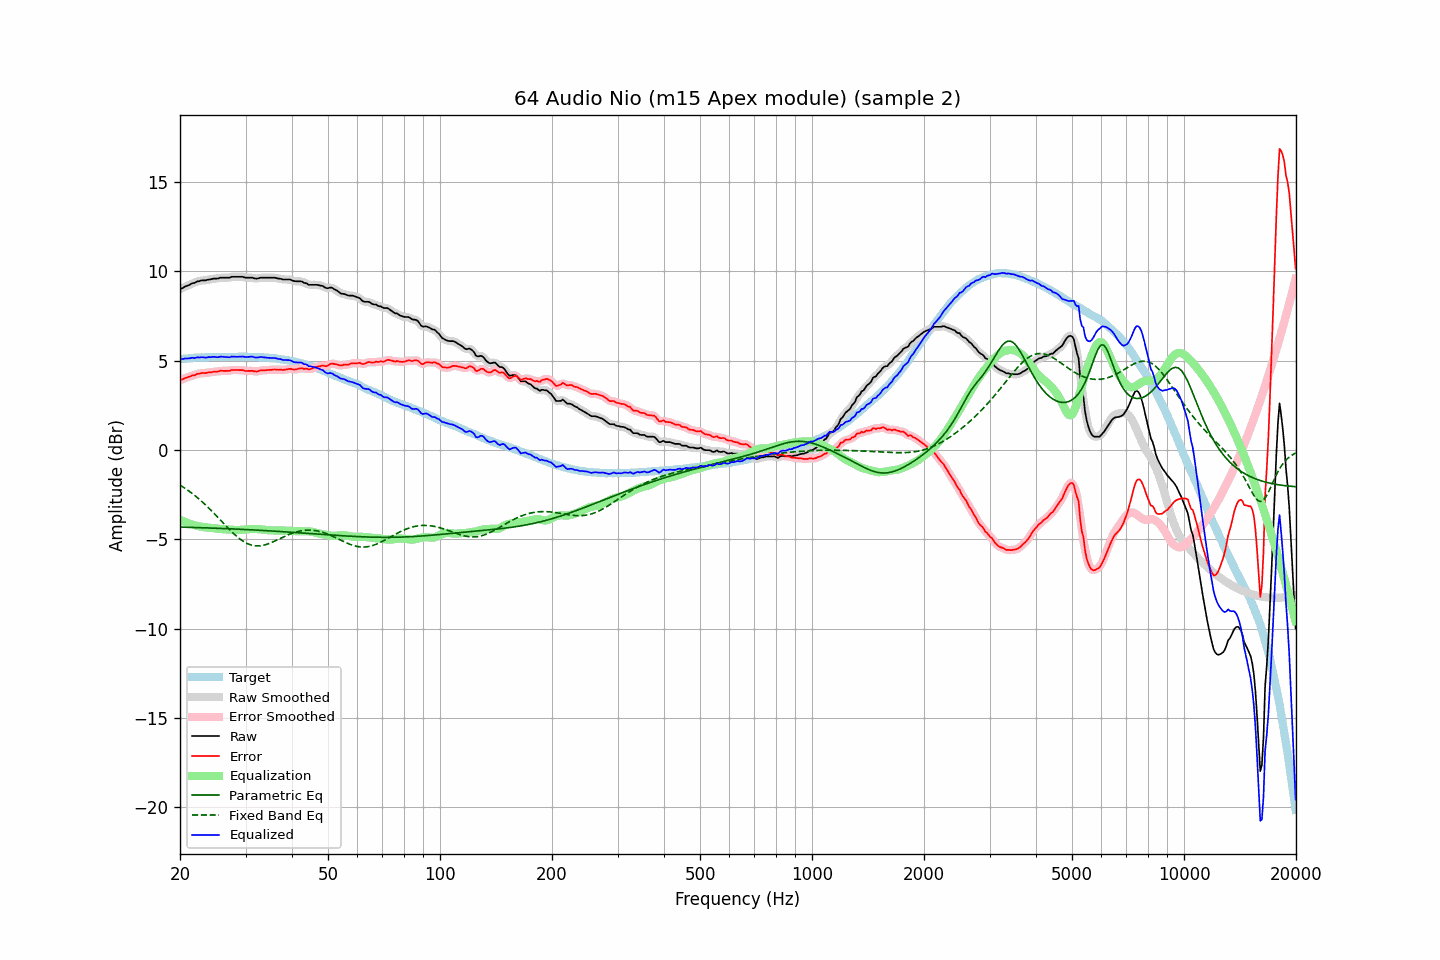 64 Audio Nio (m15 Apex module) (sample 2)
Amplitude (dBr)
15
10
5
0
−5
−10
−15
−20
Target
Raw Smoothed
Error Smoothed
Raw
Error
Equalization
Parametric Eq
Fixed Band Eq
Equalized
20 50 100 200 500 1000 2000 5000 10000 20000
Frequency (Hz)